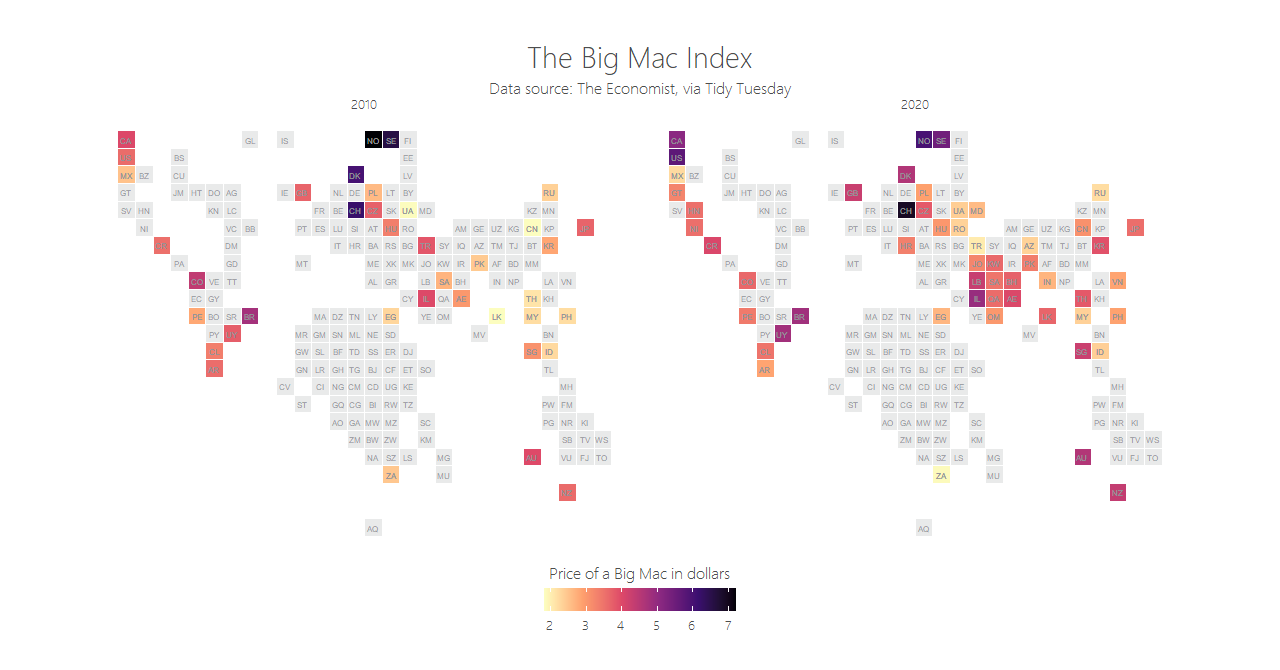 The Big Mac Index
Data source: The Economist, via Tidy Tuesday
2010 2020
CA GL IS NO SE FI CA GL IS NO SE FI
BS EE US BS EE
MX BZ CU DK LV MX BZ CU DK LV
GT JM HT DO AG IE GB NL DE PL LT BY RU GT JM HT DO AG IE GB NL DE PL LT BY RU
SV HN KN LC FR BE CH CZ SK UA MD KZ MN SV HN KN LC FR BE CH CZ SK UA MD KZ MN
NI VC BB PT ES LU SI AT HU RO AM GE UZ KG CN KP JP NI VC BB PT ES LU SI AT HU RO AM GE UZ KG CN KP JP
CR DM IT HR BA RS BG TR SY IQ AZ TM TJ BT KR CR DM IT HR BA RS BG TR SY IQ AZ TM TJ BT KR
PA GD MT ME XK MK JO KW IR PK AF BD MM PA GD MT ME XK MK JO KW IR PK AF BD MM
CO VE TT AL GR LB SA BH IN NP LA VN CO VE TT AL GR LB SA BH IN NP LA VN
EC GY CY IL QA AE TH KH EC GY CY IL QA AE TH KH
PE BO SR BR MA DZ TN LY EG YE OM LK MY PH PE BO SR BR MA DZ TN LY EG YE OM LK MY PH
PY UY MR GM SN ML NE SD MV BN PY UY MR GM SN ML NE SD MV BN
CL GW SL BF TD SS ER DJ SG ID CL GW SL BF TD SS ER DJ SG ID
AR GN LR GH TG BJ CF ET SO TL AR GN LR GH TG BJ CF ET SO TL
CV CI NG CM CD UG KE MH CV CI NG CM CD UG KE MH
ST GQ CG BI RW TZ PW FM ST GQ CG BI RW TZ PW FM
AO GA MW MZ SC PG NR KI AO GA MW MZ SC PG NR KI
ZM BW ZW KM SB TV WS ZM BW ZW KM SB TV WS
NA SZ LS MG AU VU FJ TO NA SZ LS MG AU VU FJ TO
ZA MU ZA MU
NZ NZ
AQ AQ
Price of a Big Mac in dollars
2 3 4 5 6 7